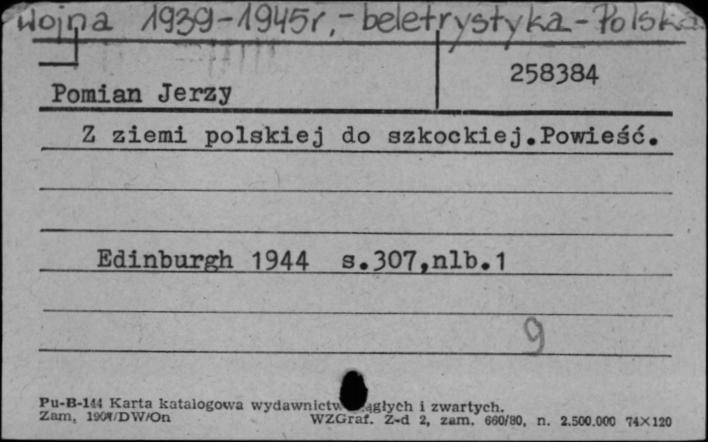 Wojna 1939-1945r.- beletrystyka - Polska
258384
Pomian Jerzy
Z ziemi polskiej do szkockiej.Powieść.
Edinburgh 1944 s.307,nlb.1
9
Pu-B-144 Karta katalogowa wydawnictw ciągłych i zwartych.
Zam. /DW/On WZGraf. Z-d 2, zam. 660/80, n. 2.500.000 74×120